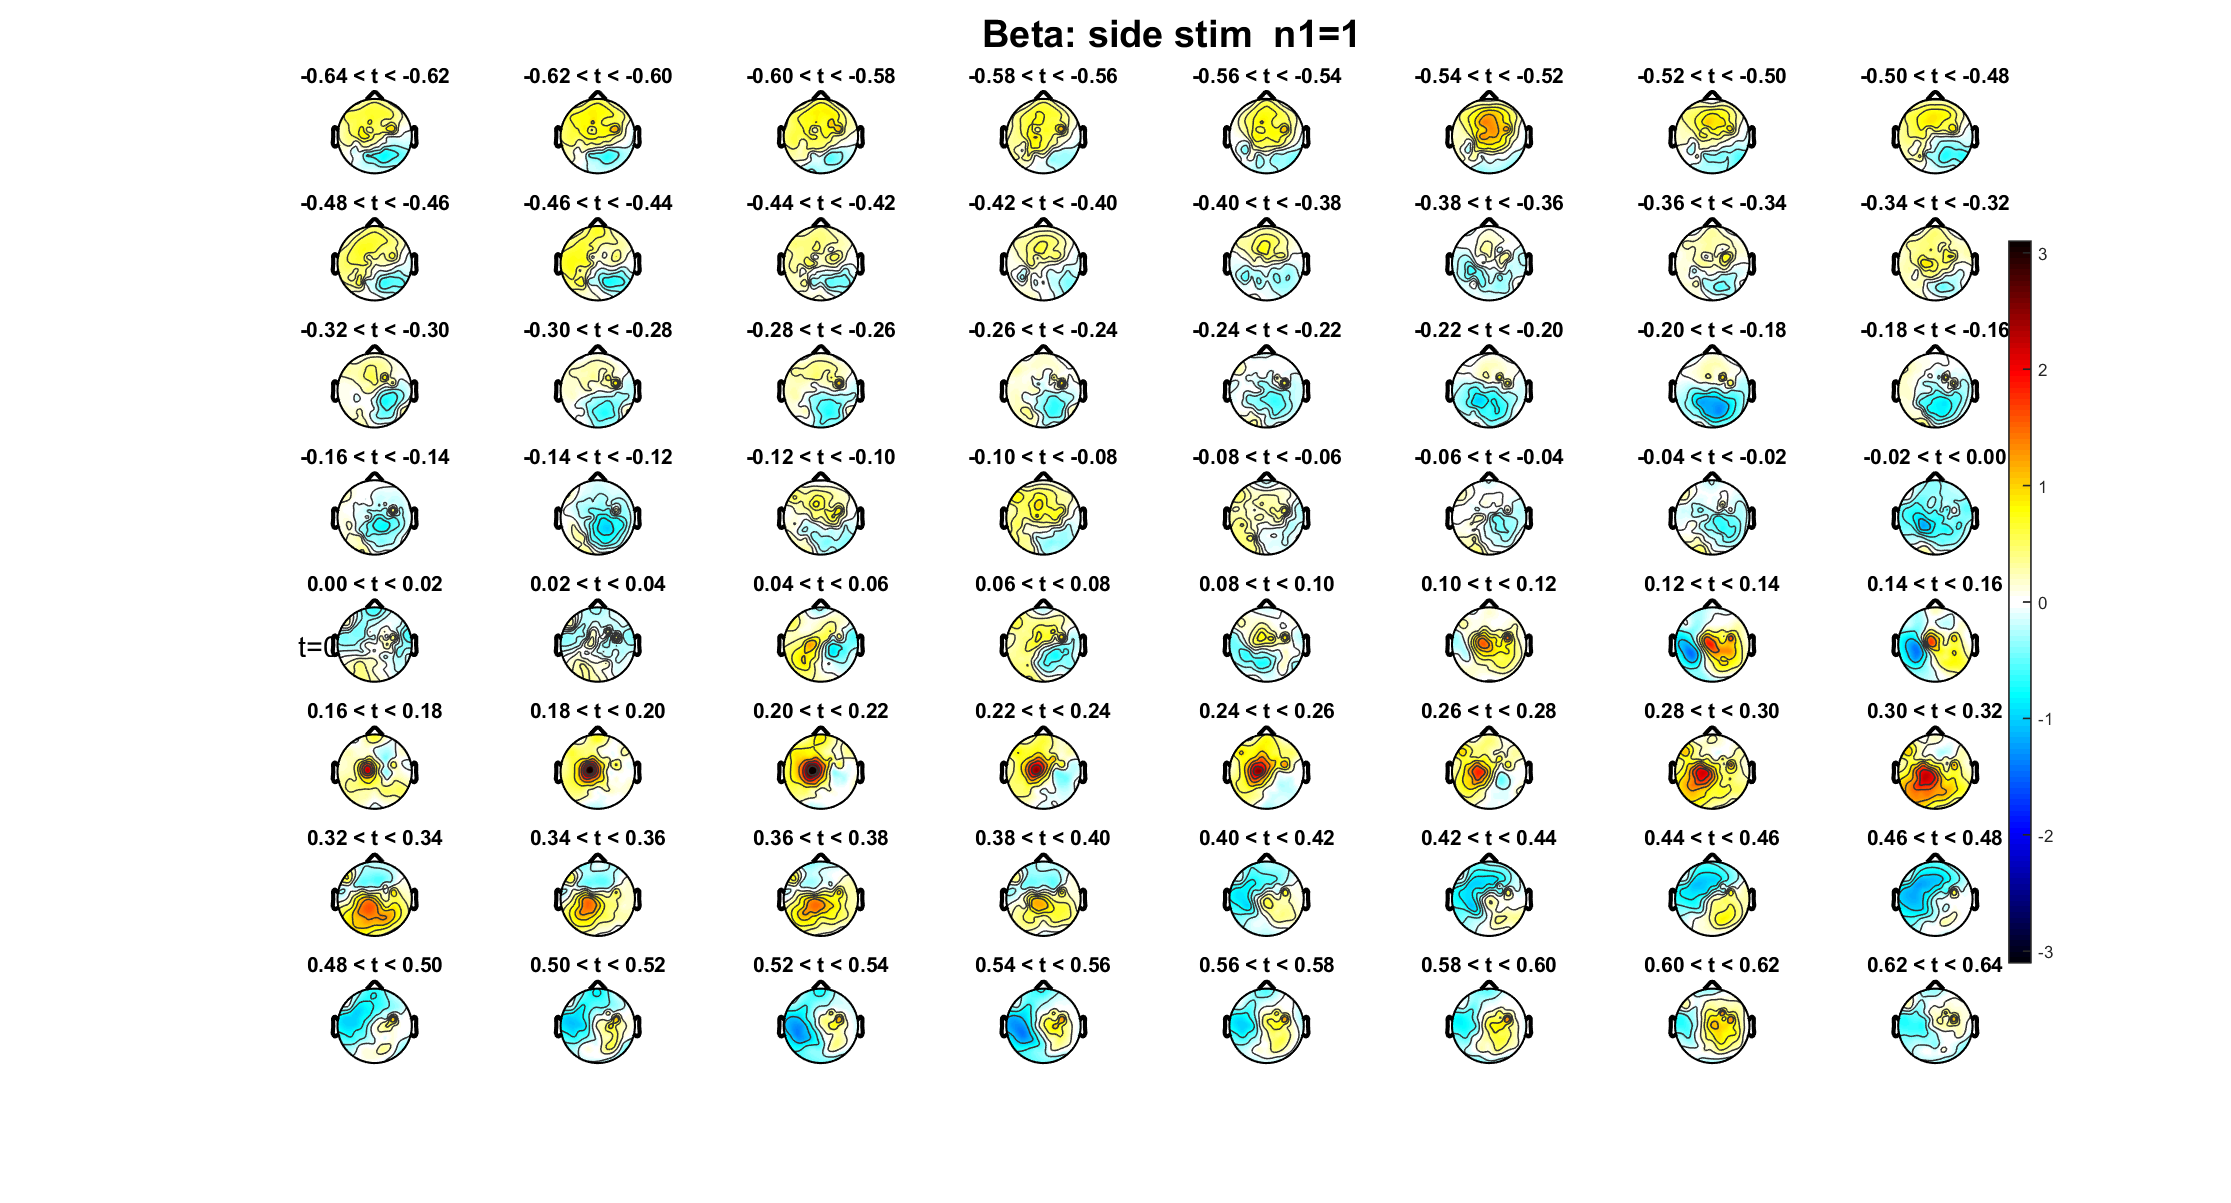 Beta: side stim  n1=1
-0.64 < t < -0.62
-0.62 < t < -0.60
-0.60 < t < -0.58
-0.58 < t < -0.56
-0.56 < t < -0.54
-0.54 < t < -0.52
-0.52 < t < -0.50
-0.50 < t < -0.48
-0.48 < t < -0.46
-0.46 < t < -0.44
-0.44 < t < -0.42
-0.42 < t < -0.40
-0.40 < t < -0.38
-0.38 < t < -0.36
-0.36 < t < -0.34
-0.34 < t < -0.32
-0.32 < t < -0.30
-0.30 < t < -0.28
-0.28 < t < -0.26
-0.26 < t < -0.24
-0.24 < t < -0.22
-0.22 < t < -0.20
-0.20 < t < -0.18
-0.18 < t < -0.16
-0.16 < t < -0.14
-0.14 < t < -0.12
-0.12 < t < -0.10
-0.10 < t < -0.08
-0.08 < t < -0.06
-0.06 < t < -0.04
-0.04 < t < -0.02
-0.02 < t < 0.00
0.00 < t < 0.02
0.02 < t < 0.04
0.04 < t < 0.06
0.06 < t < 0.08
0.08 < t < 0.10
0.10 < t < 0.12
0.12 < t < 0.14
0.14 < t < 0.16
t=0
0.16 < t < 0.18
0.18 < t < 0.20
0.20 < t < 0.22
0.22 < t < 0.24
0.24 < t < 0.26
0.26 < t < 0.28
0.28 < t < 0.30
0.30 < t < 0.32
0.32 < t < 0.34
0.34 < t < 0.36
0.36 < t < 0.38
0.38 < t < 0.40
0.40 < t < 0.42
0.42 < t < 0.44
0.44 < t < 0.46
0.46 < t < 0.48
0.48 < t < 0.50
0.50 < t < 0.52
0.52 < t < 0.54
0.54 < t < 0.56
0.56 < t < 0.58
0.58 < t < 0.60
0.60 < t < 0.62
0.62 < t < 0.64
3
2
1
0
-1
-2
-3